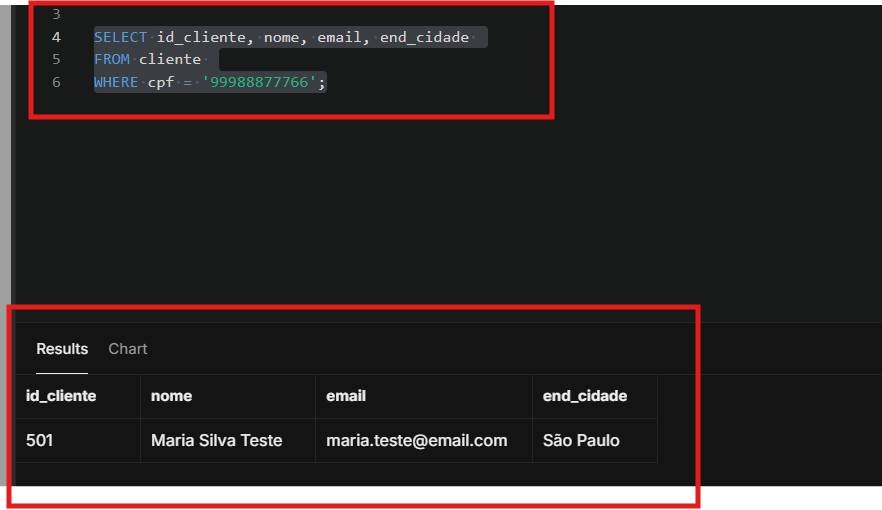 3
4 SELECT id_cliente, nome, email, end_cidade
5 FROM cliente
6 WHERE cpf = '99988877766';
Results Chart
id_cliente nome email end_cidade
501 Maria Silva Teste maria.teste@email.com São Paulo